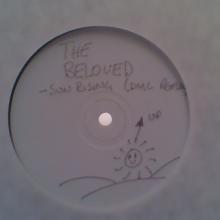 THE
BELOVED
- SUN RISING
UP